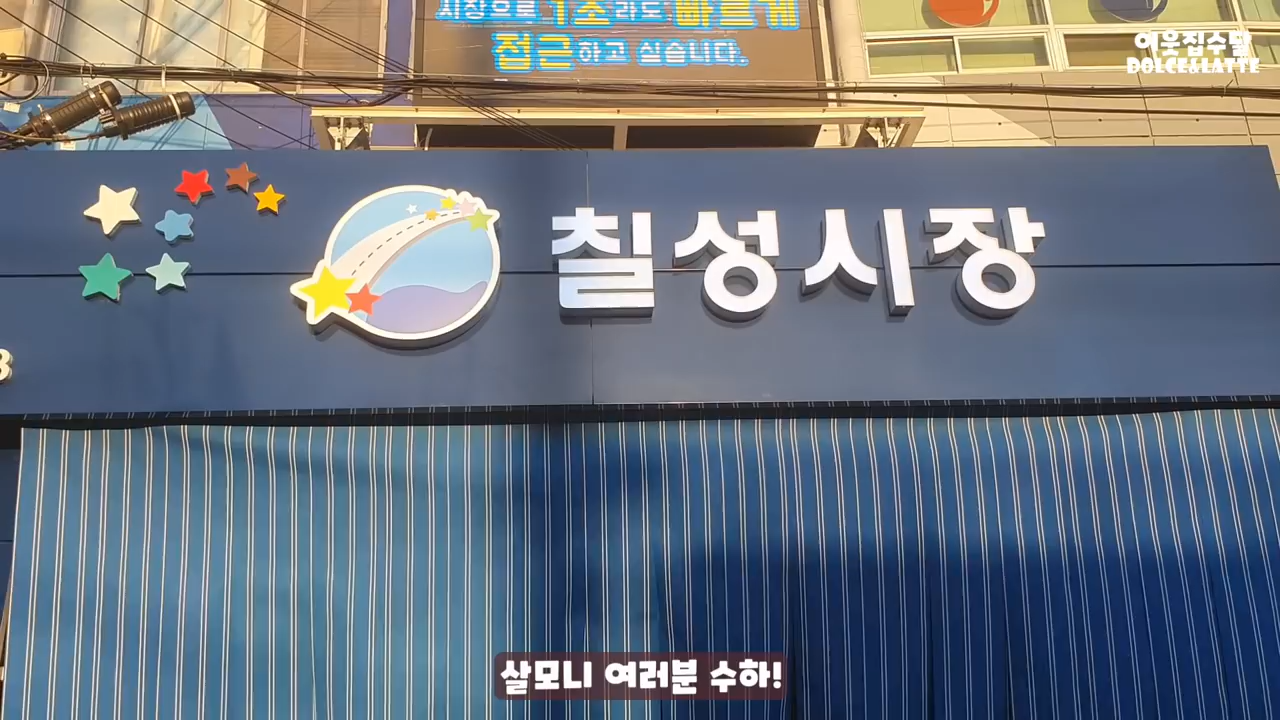 시장으로 1초라도 빠르게
접근하고 싶습니다.
이웃집수달
DOLCE&LATTE
칠성시장
살모니 여러분 수하!